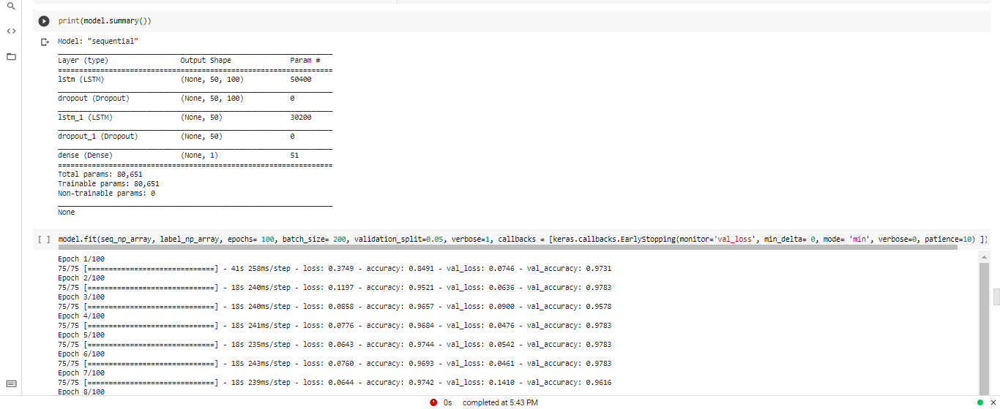 print(model.summary())
Model: "sequential"
Layer (type) Output Shape Param #
=================================================================
lstm (LSTM) (None, 50, 100) 50400
dropout (Dropout) (None, 50, 100) 0
lstm_1 (LSTM) (None, 50) 30200
dropout_1 (Dropout) (None, 50) 0
dense (Dense) (None, 1) 51
=================================================================
Total params: 80,651
Trainable params: 80,651
Non-trainable params: 0
None
[ ] model.fit(seq_np_array, label_np_array, epochs= 100, batch_size= 200, validation_split=0.05, verbose=1, callbacks = [keras.callbacks.EarlyStopping(monitor='val_loss', min_delta= 0, mode= 'min', verbose=0, patience=10) ])
Epoch 1/100
75/75 [==============================] - 41s 258ms/step - loss: 0.3749 - accuracy: 0.8491 - val_loss: 0.0746 - val_accuracy: 0.9731
Epoch 2/100
75/75 [==============================] - 18s 240ms/step - loss: 0.1197 - accuracy: 0.9521 - val_loss: 0.0636 - val_accuracy: 0.9783
Epoch 3/100
75/75 [==============================] - 18s 240ms/step - loss: 0.0858 - accuracy: 0.9657 - val_loss: 0.0900 - val_accuracy: 0.9578
Epoch 4/100
75/75 [==============================] - 18s 241ms/step - loss: 0.0776 - accuracy: 0.9684 - val_loss: 0.0476 - val_accuracy: 0.9783
Epoch 5/100
75/75 [==============================] - 18s 235ms/step - loss: 0.0643 - accuracy: 0.9744 - val_loss: 0.0542 - val_accuracy: 0.9783
Epoch 6/100
75/75 [==============================] - 18s 243ms/step - loss: 0.0760 - accuracy: 0.9693 - val_loss: 0.0461 - val_accuracy: 0.9783
Epoch 7/100
75/75 [==============================] - 18s 239ms/step - loss: 0.0644 - accuracy: 0.9742 - val_loss: 0.1410 - val_accuracy: 0.9616
Epoch 8/100
0s completed at 5:43 PM